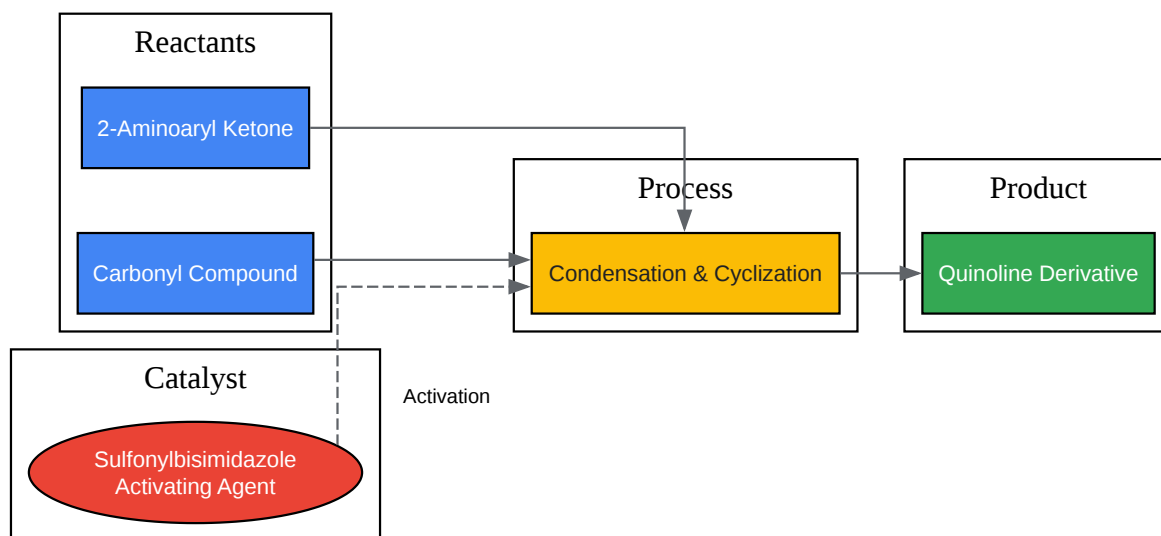 Reactants
2-Aminoaryl Ketone
Carbonyl Compound
Process
Condensation & Cyclization
Product
Quinoline Derivative
Catalyst
Sulfonylbisimidazole
Activating Agent
Activation